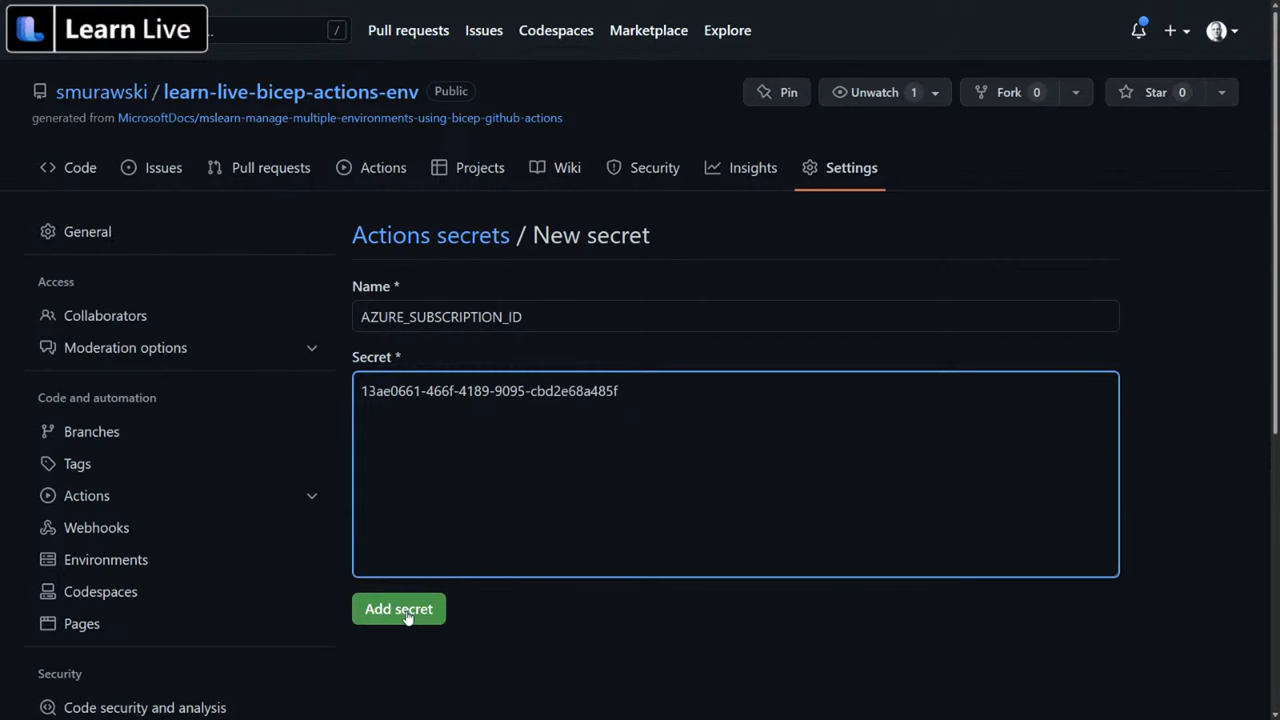 Learn Live
..
/
Pull requests
Issues
Codespaces
Marketplace
Explore
smurawski / learn-live-bicep-actions-env
Public
Pin
Unwatch 1
Fork 0
Star 0
generated from MicrosoftDocs/mslearn-manage-multiple-environments-using-bicep-github-actions
Code
Issues
Pull requests
Actions
Projects
Wiki
Security
Insights
Settings
General
Access
Collaborators
Moderation options
Code and automation
Branches
Tags
Actions
Webhooks
Environments
Codespaces
Pages
Security
Code security and analysis
Actions secrets / New secret
Name *
AZURE_SUBSCRIPTION_ID
Secret *
13ae0661-466f-4189-9095-cbd2e68a485f
Add secret